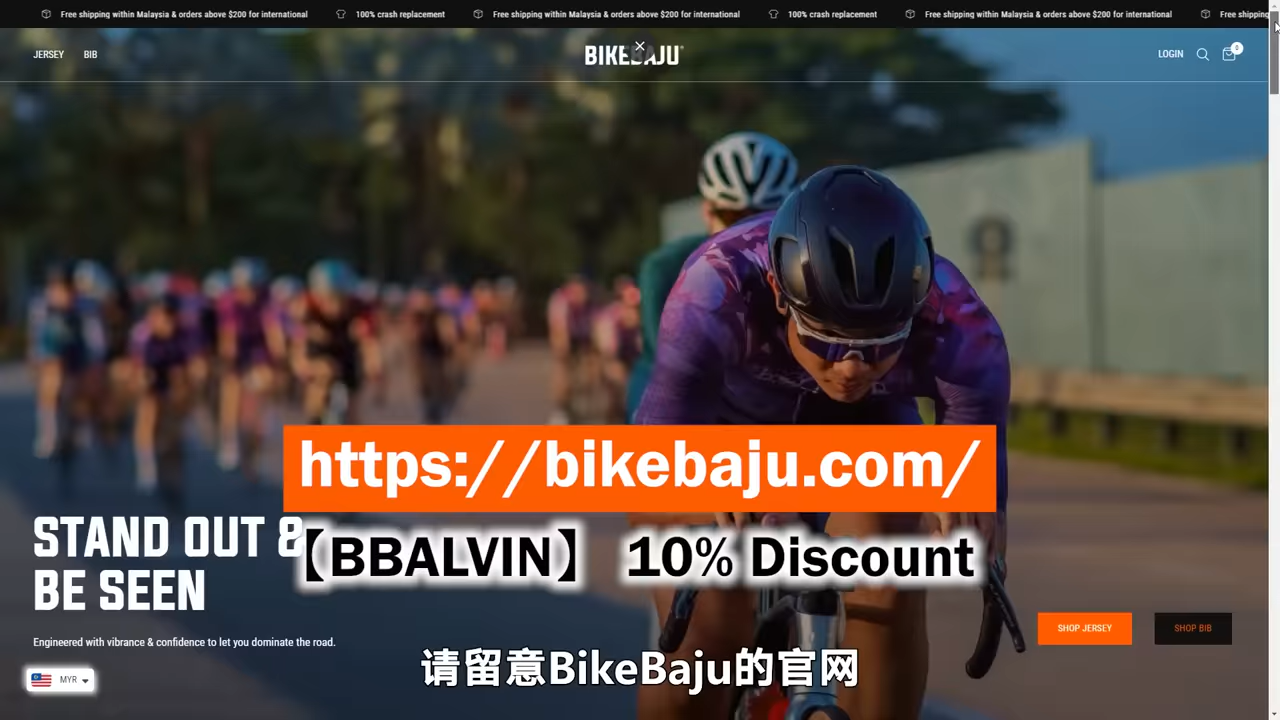 Free shipping within Malaysia & orders above $200 for international 100% crash replacement Free shipping within Malaysia & orders above $200 for international 100% crash replacement Free shipping within Malaysia & orders above $200 for international Free shipping
JERSEY BIB BIKEBAJU LOGIN 0
https://bikebaju.com/
STAND OUT &
【BBALVIN】 10% Discount
BE SEEN
SHOP JERSEY SHOP BIB
Engineered with vibrance & confidence to let you dominate the road.
请留意BikeBaju的官网
MYR